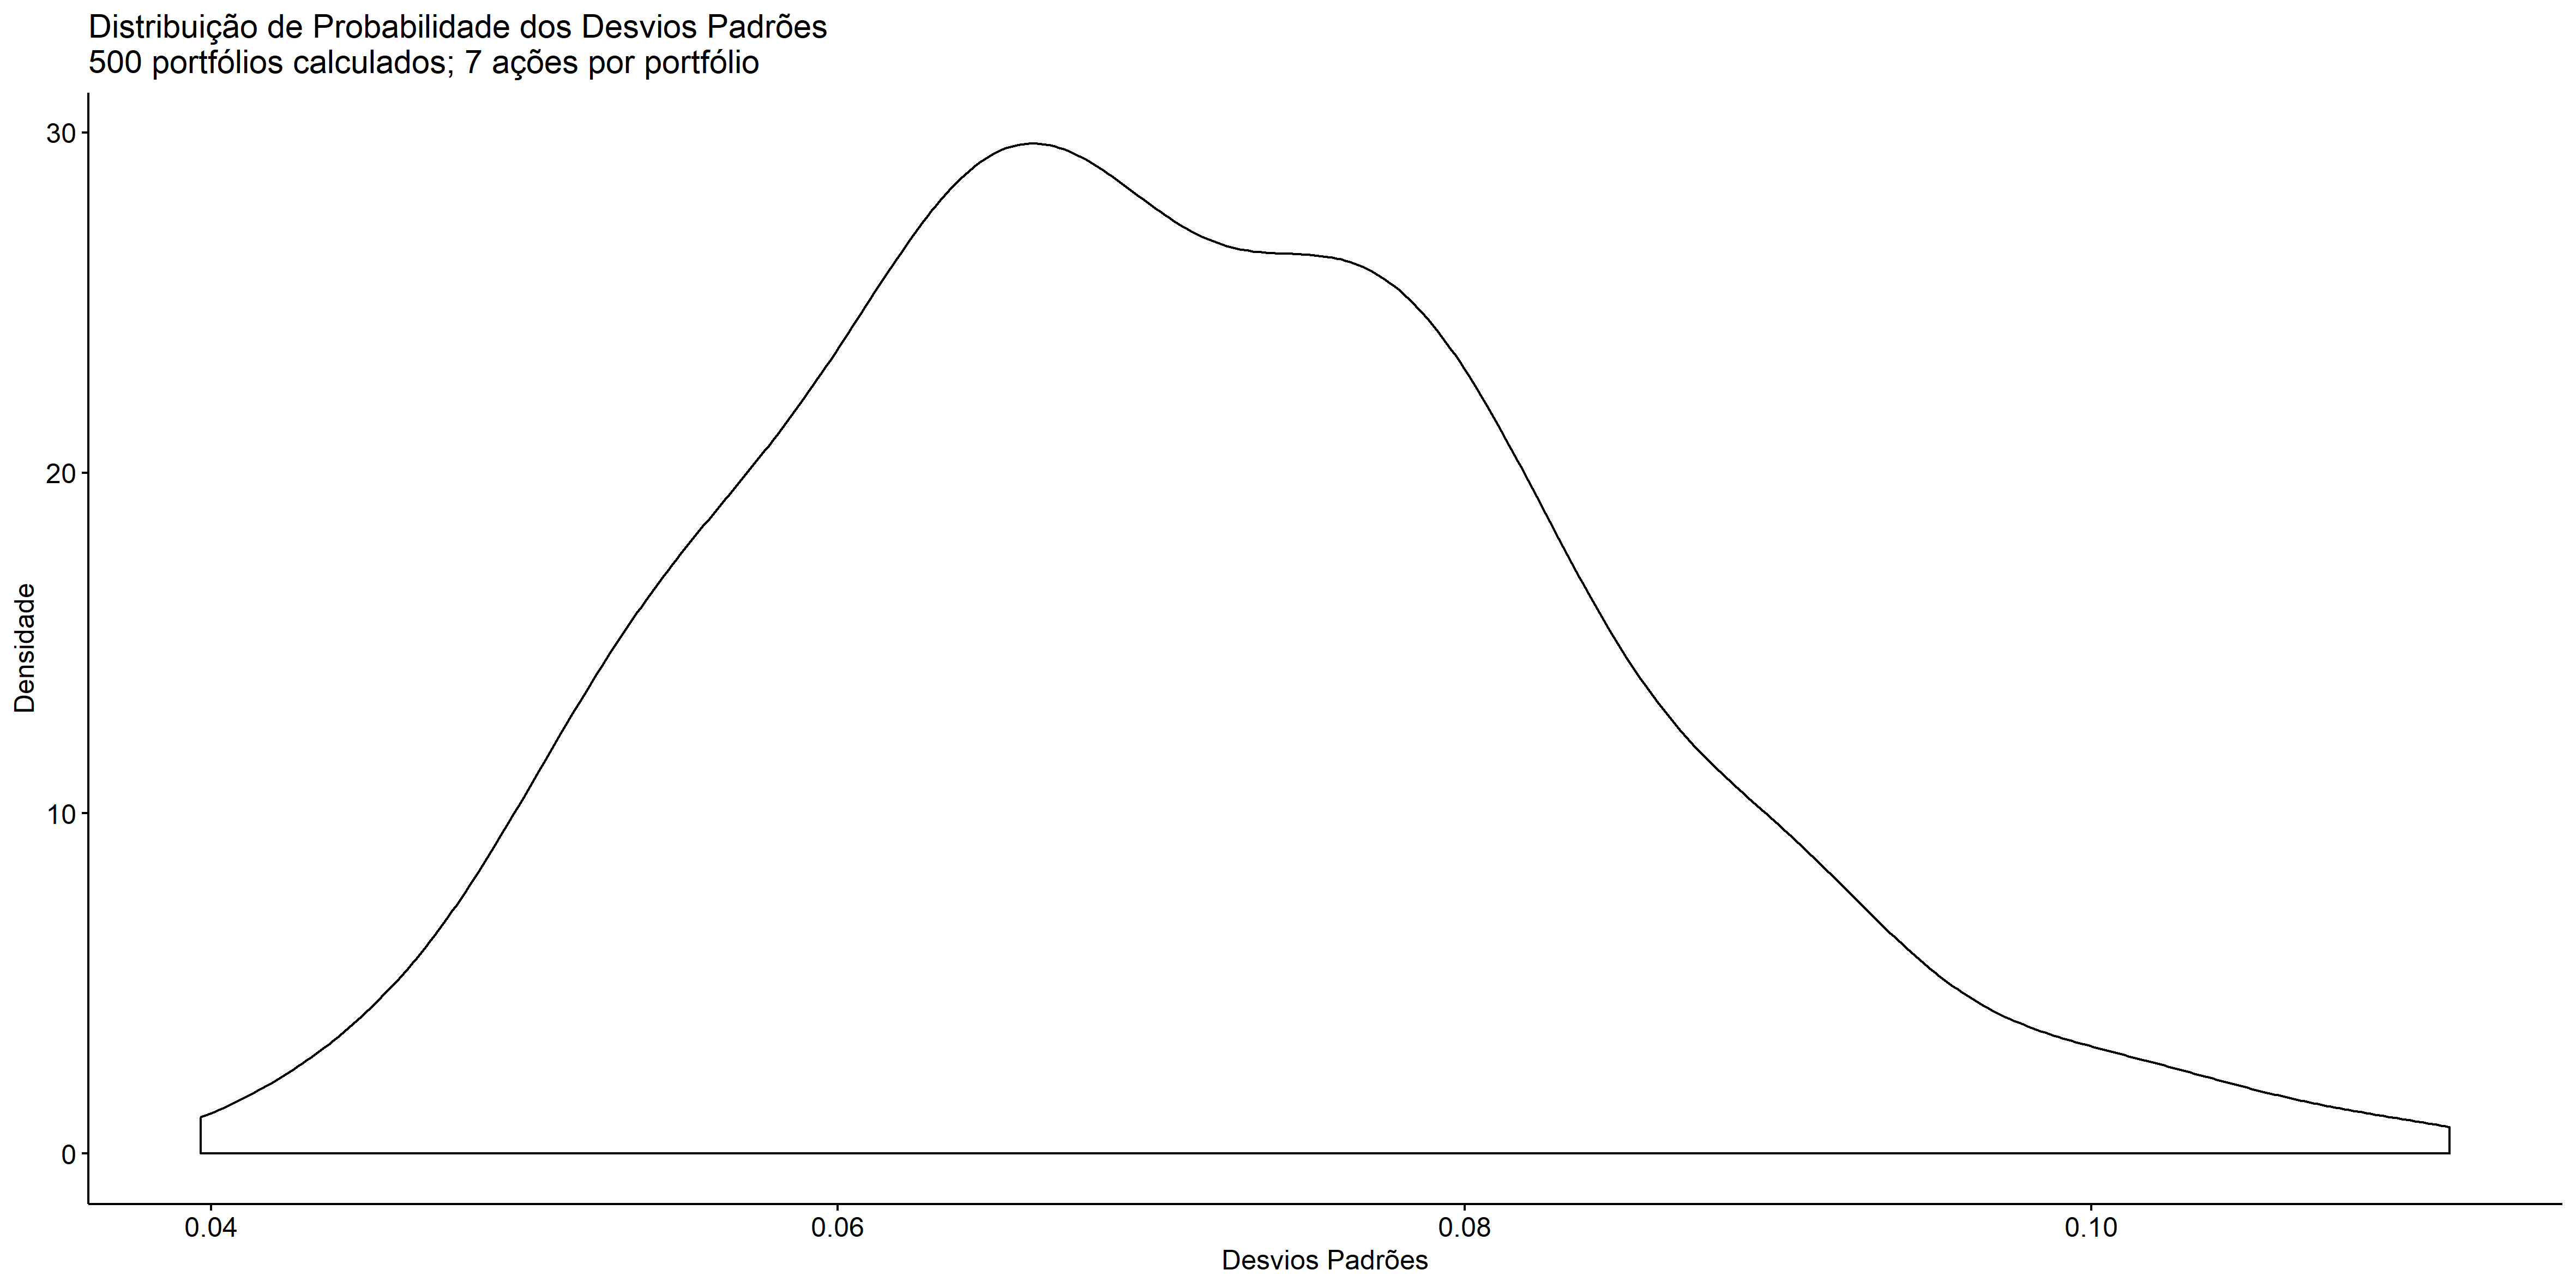 Distribuição de Probabilidade dos Desvios Padrões
500 portfólios calculados; 7 ações por portfólio
30
20
10
0
Densidade
0.04
0.06
0.08
0.10
Desvios Padrões